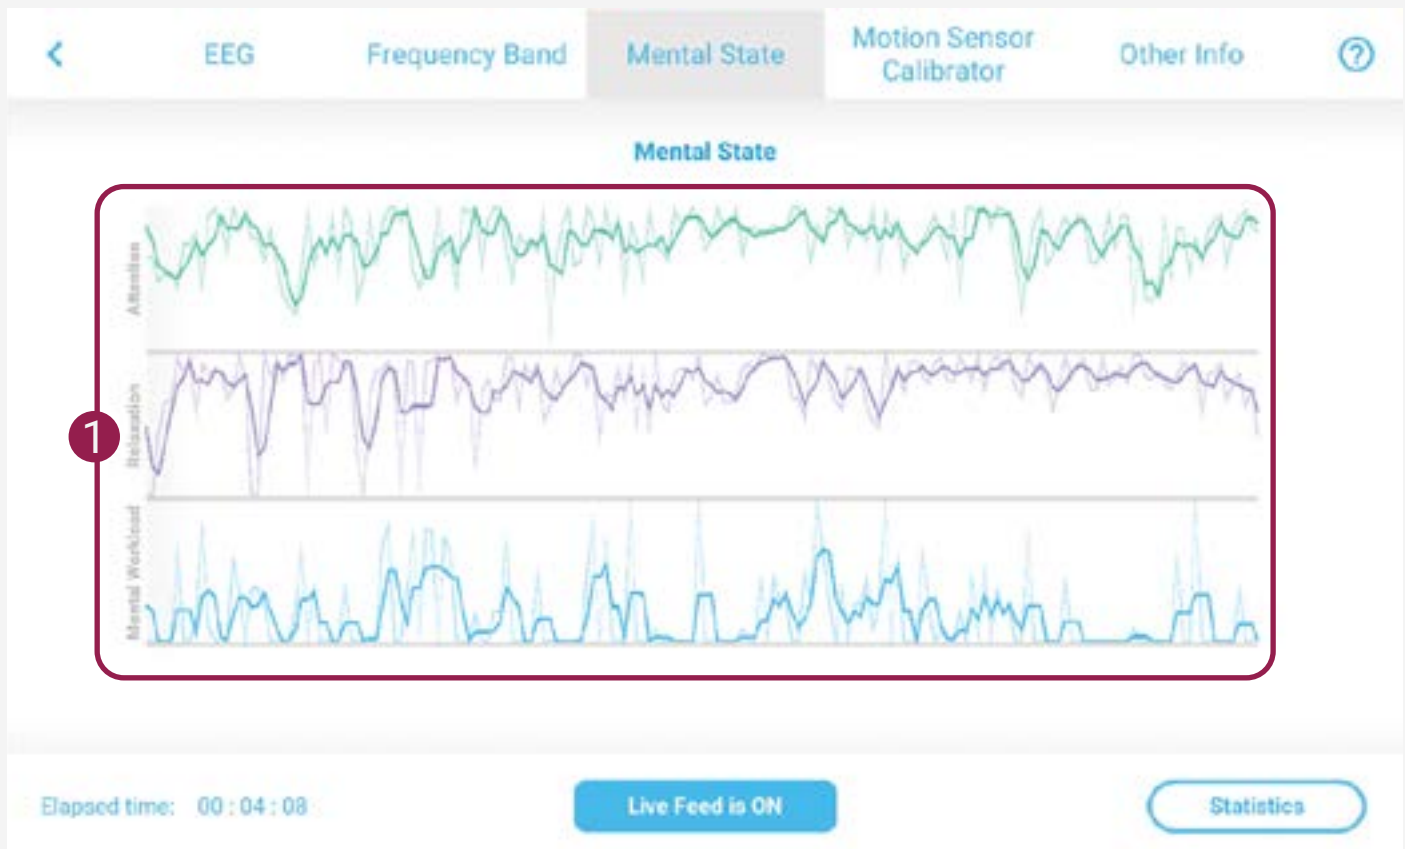 EEG
Frequency Band
Mental State
Motion Sensor
Calibrator
Other Info
?
Mental State
Attention
1
Relaxation
Mental Workload
Elapsed time: 00 : 04 : 08
Live Feed is ON
Statistics